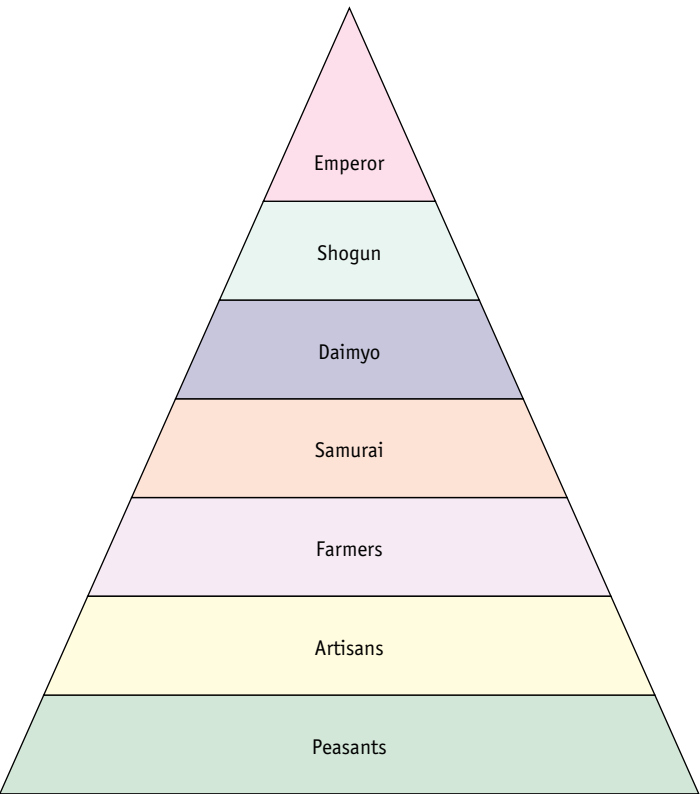 Emperor
Shogun
Daimyo
Samurai
Farmers
Artisans
Peasants